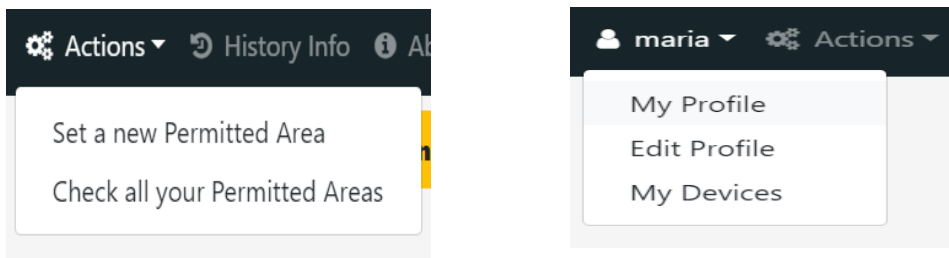 Actions History Info
Set a new Permitted Area
Check all your Permitted Areas
maria Actions
My Profile
Edit Profile
My Devices